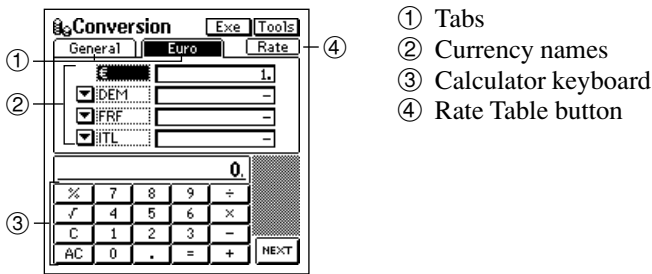 Conversion Exe Tools
General Euro Rate
① ④
€ 1.
② DEM –
FRF –
ITL –
0.
③
% 7 8 9 ÷
√ 4 5 6 ×
C 1 2 3 –
AC 0 . = + NEXT
① Tabs
② Currency names
③ Calculator keyboard
④ Rate Table button